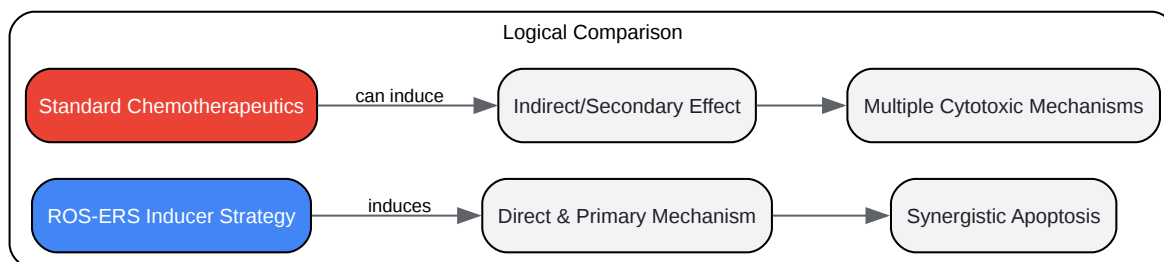 Logical Comparison
Standard Chemotherapeutics
can induce
Indirect/Secondary Effect
Multiple Cytotoxic Mechanisms
ROS-ERS Inducer Strategy
induces
Direct & Primary Mechanism
Synergistic Apoptosis